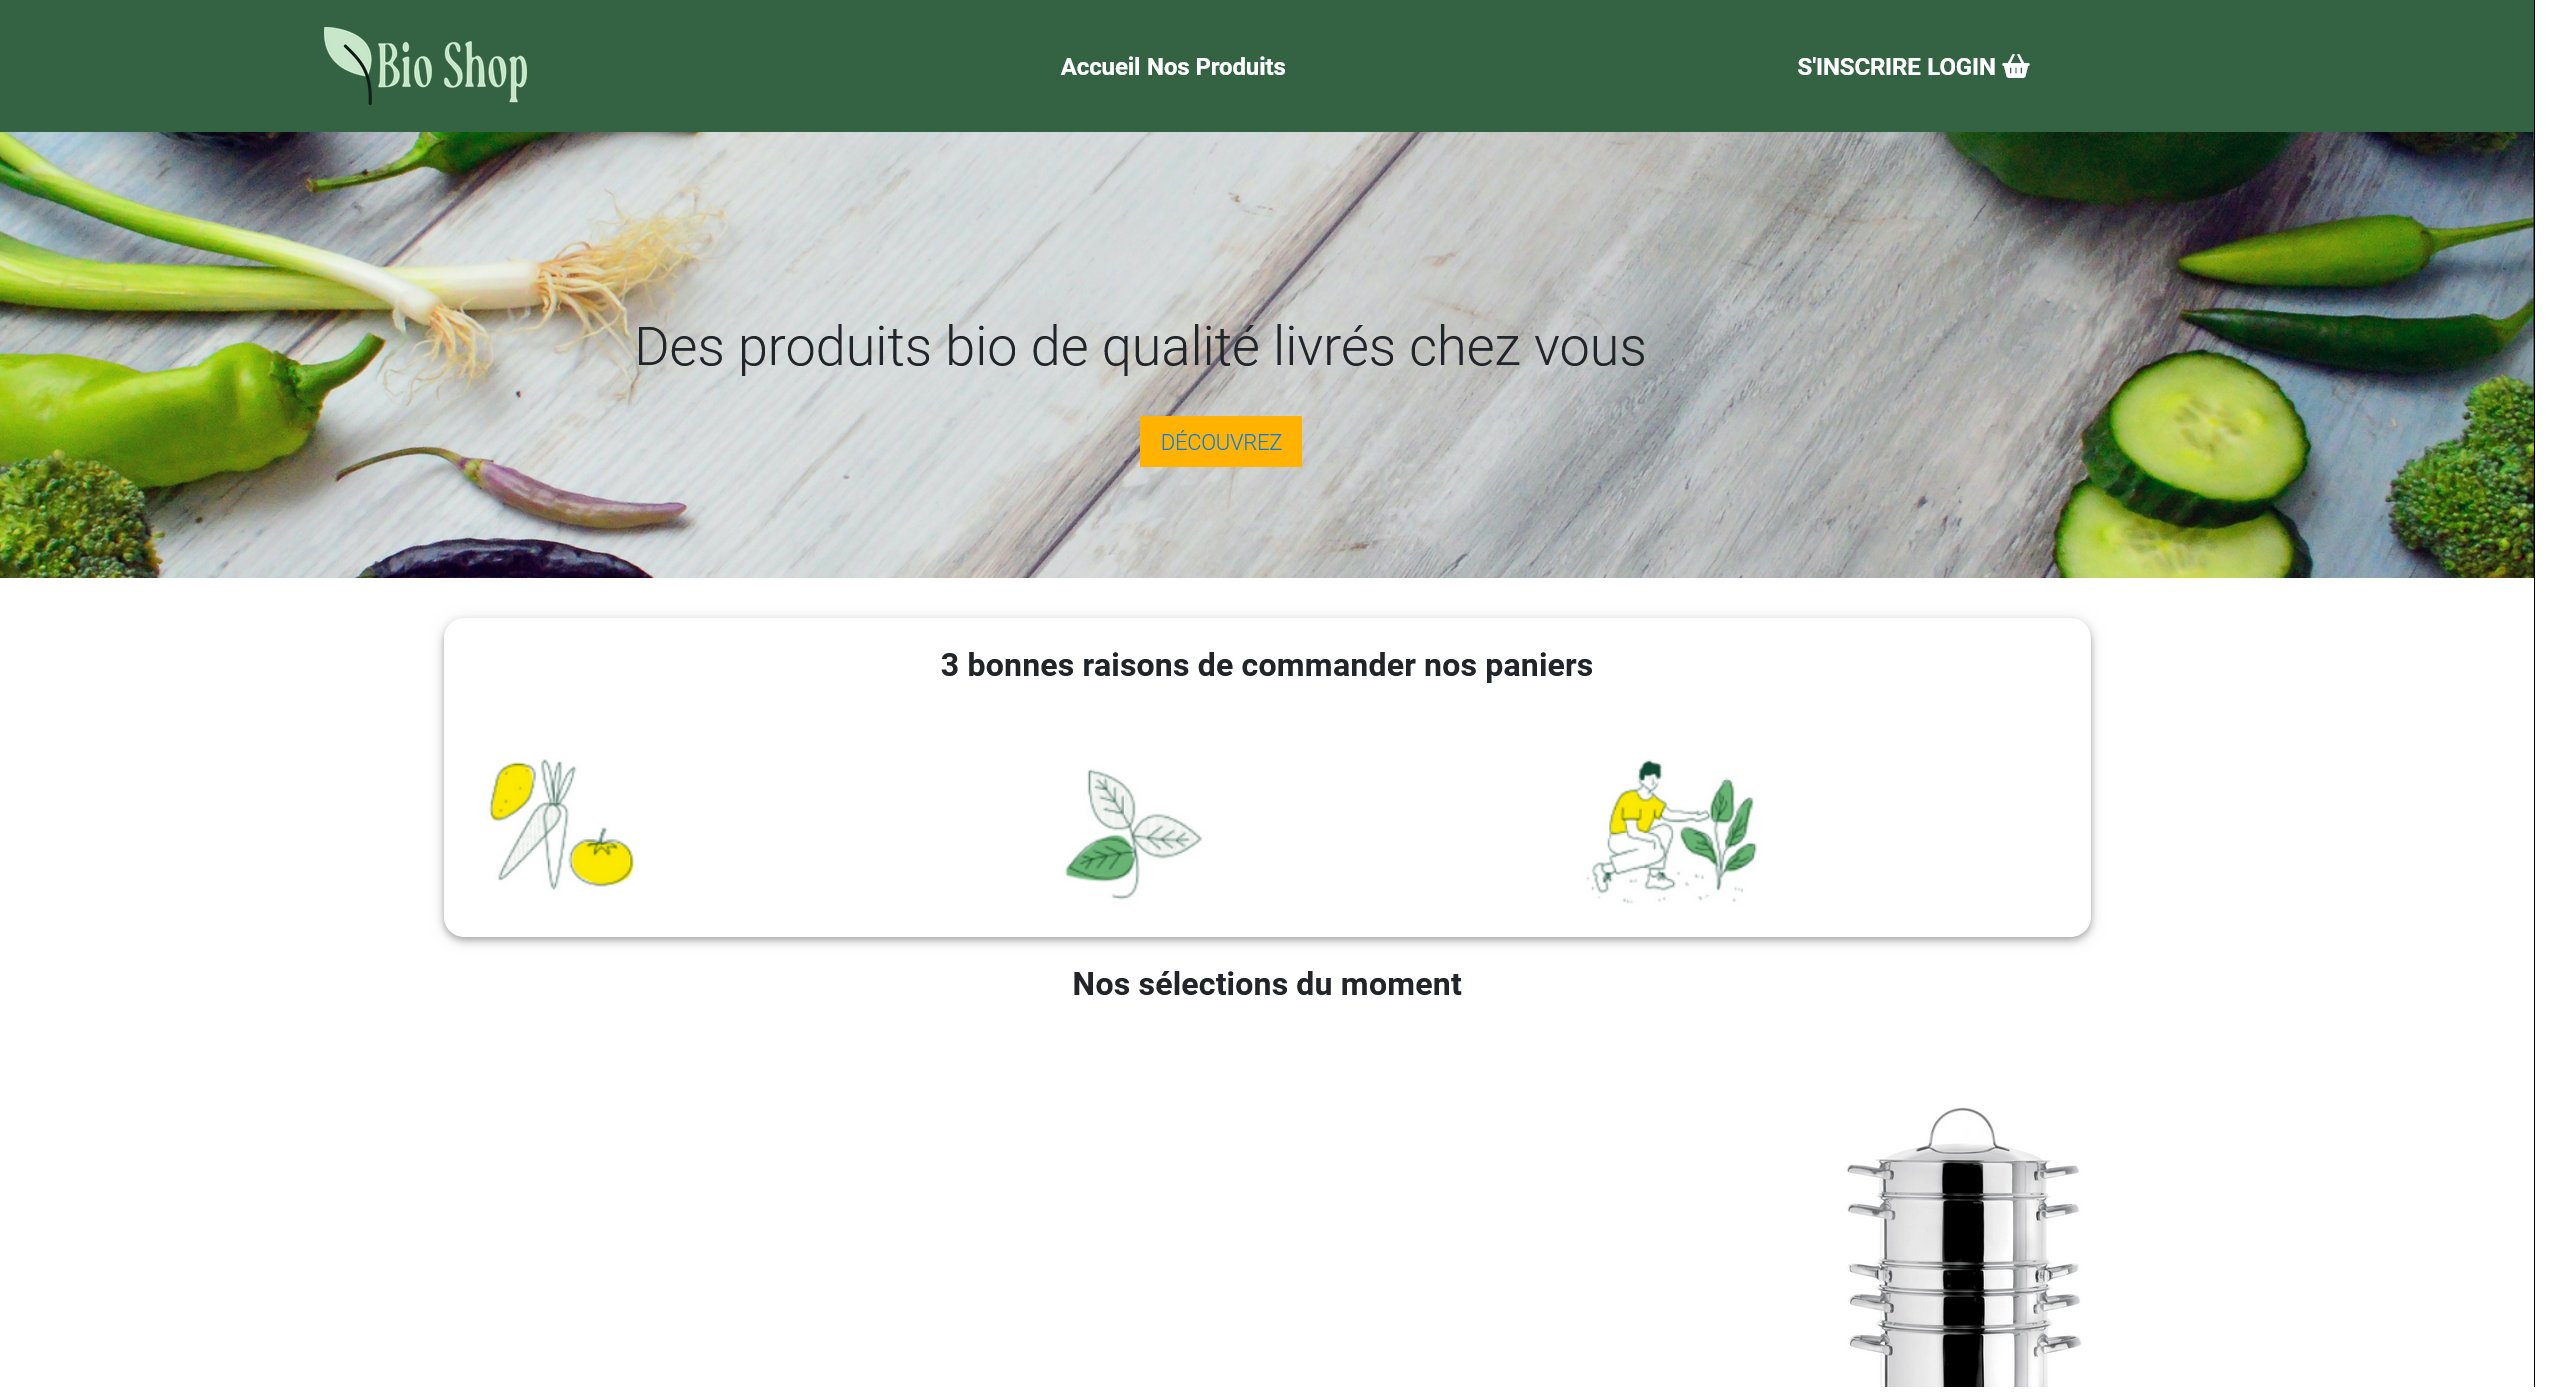 Bio Shop
Accueil Nos Produits
S'INSCRIRE LOGIN
Des produits bio de qualité livrés chez vous
DÉCOUVREZ
3 bonnes raisons de commander nos paniers
Nos sélections du moment